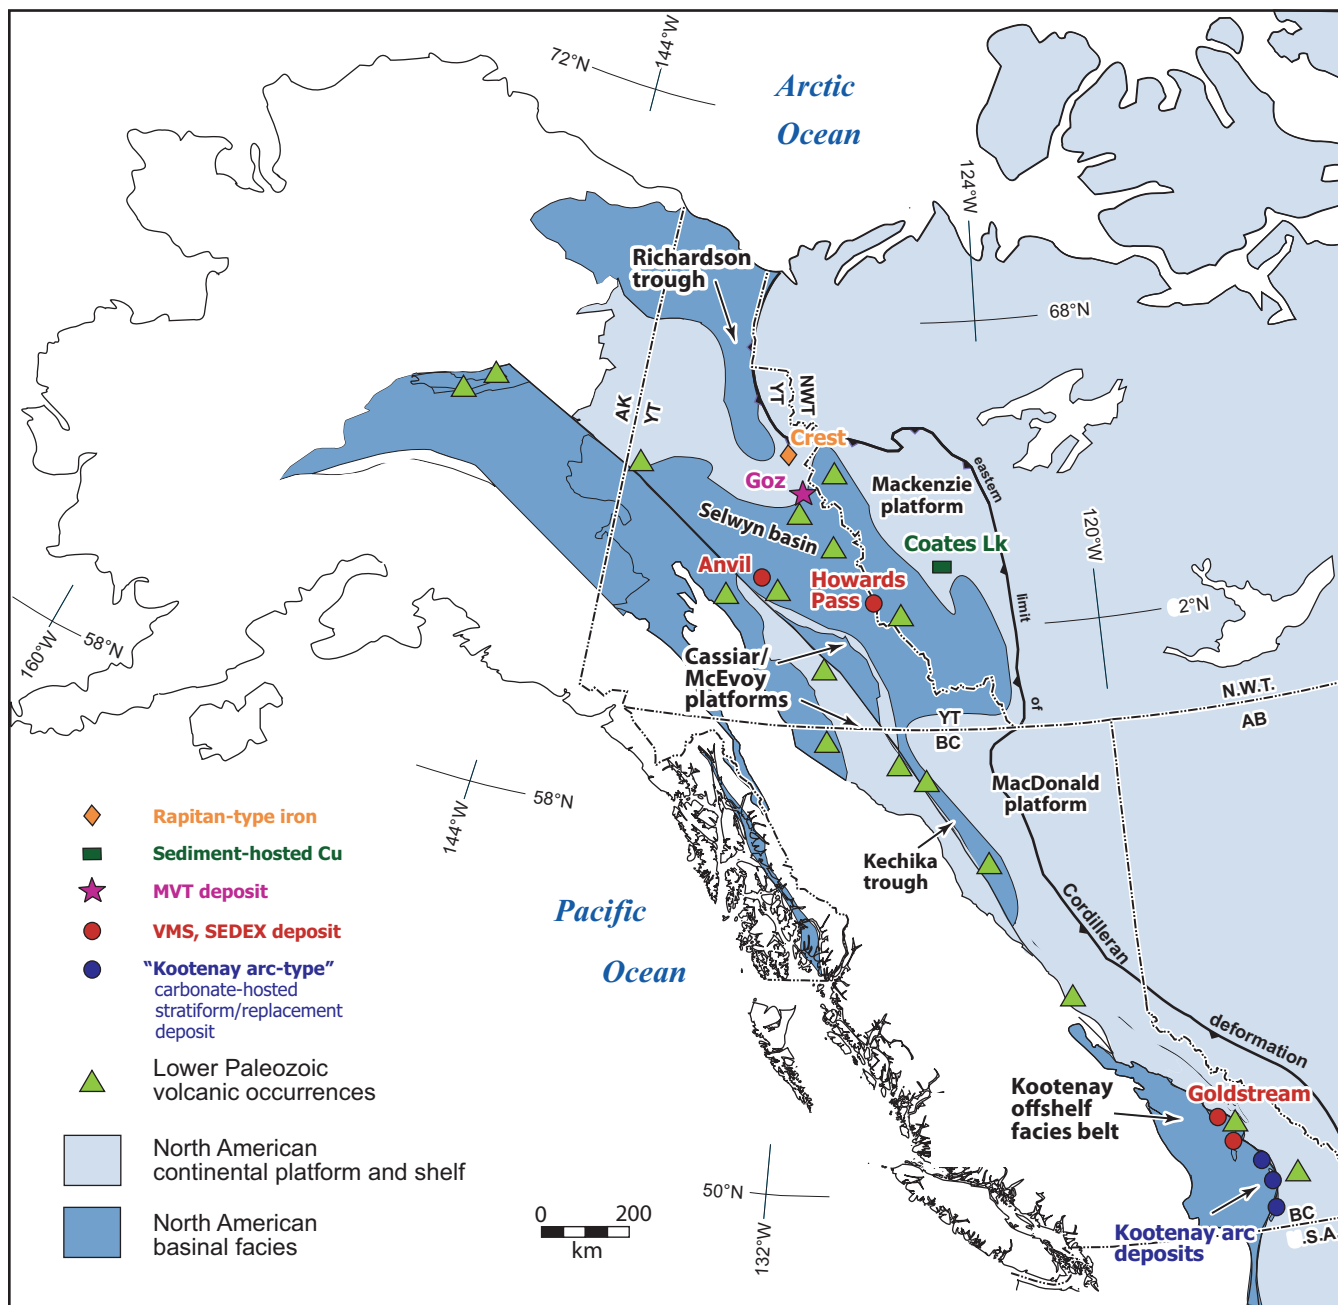 72°N
144°W
Arctic
Ocean
124°W
Richardson
trough
68°N
AK
YT
YT
NWT
Crest
Goz
Mackenzie
platform
eastern
Selwyn basin
Coates Lk
120°W
Anvil
Howards
Pass
limit
2°N
58°N
160°W
Cassiar/
McEvoy
platforms
of
N.W.T.
AB
YT
BC
MacDonald
platform
58°N
144°W
Kechika
trough
Rapitan-type iron
Sediment-hosted Cu
MVT deposit
VMS, SEDEX deposit
"Kootenay arc-type"
carbonate-hosted
stratiform/replacement
deposit
Lower Paleozoic
volcanic occurrences
North American
continental platform and shelf
North American
basinal facies
Pacific
Ocean
Cordilleran
deformation
Kootenay
offshelf
facies belt
Goldstream
50°N
132°W
0 200
km
Kootenay arc
deposits
BC
.S.A.